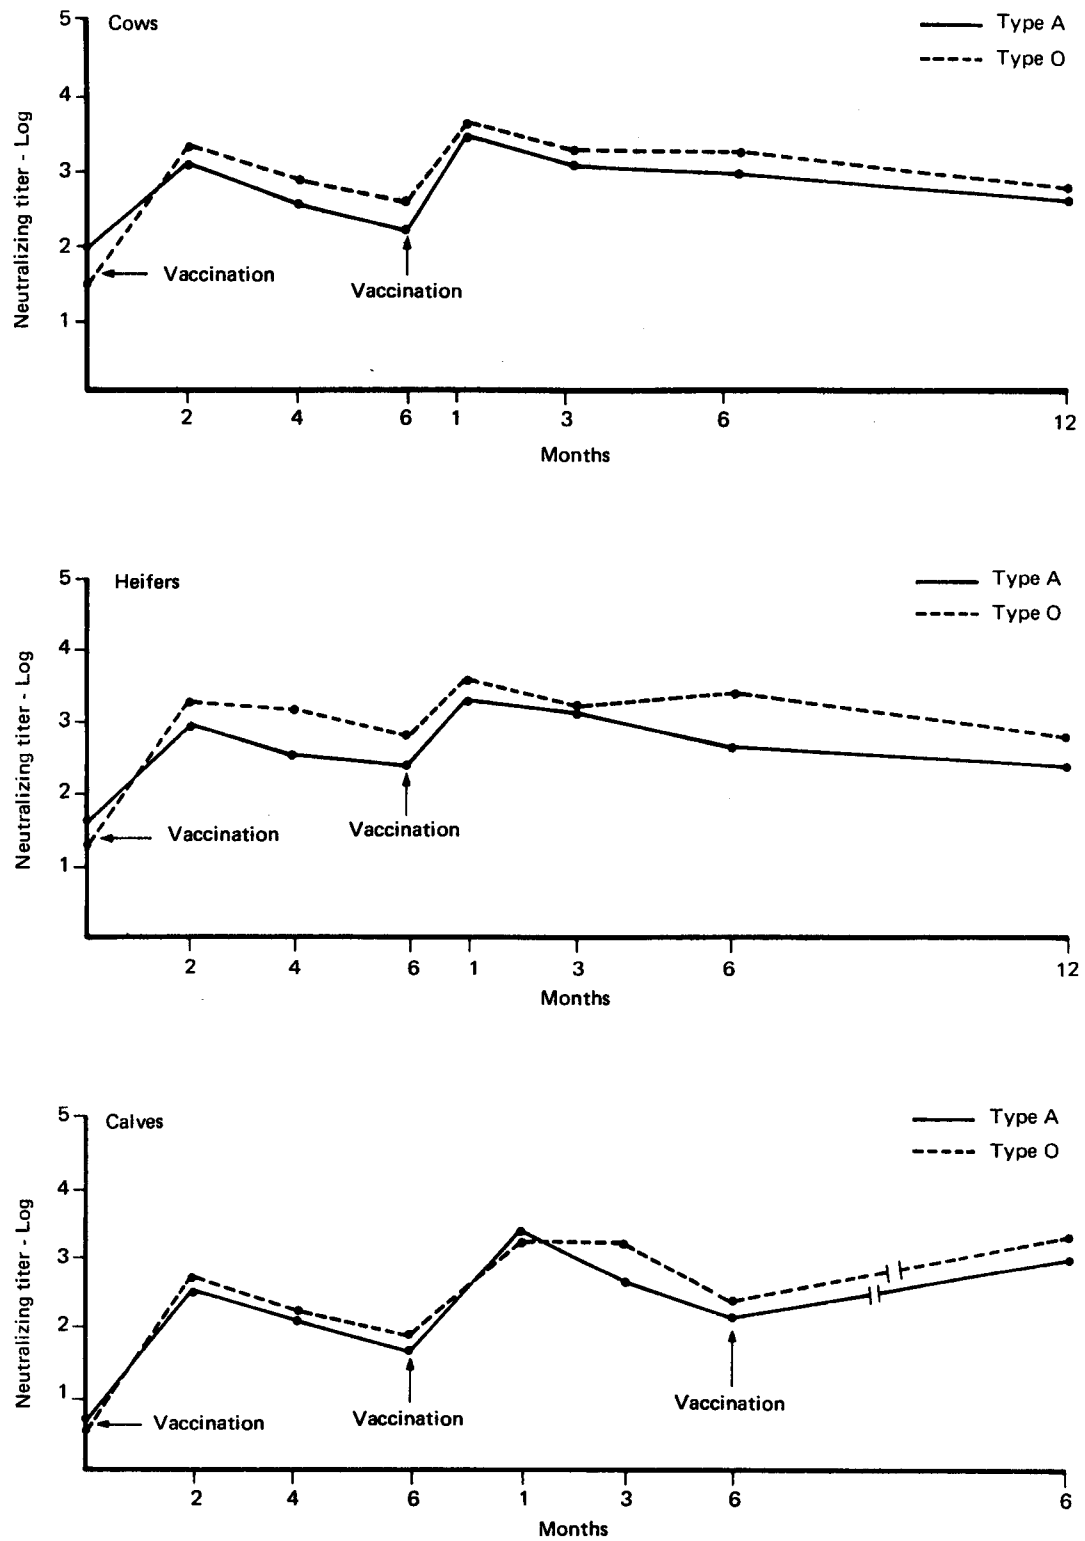 Cows
Type A
Type O
5
4
3
2
1
Neutralizing titer - Log
Vaccination
Vaccination
2 4 6 1 3 6 12
Months
Heifers
Type A
Type O
5
4
3
2
1
Neutralizing titer - Log
Vaccination
Vaccination
2 4 6 1 3 6 12
Months
Calves
Type A
Type O
5
4
3
2
1
Neutralizing titer - Log
Vaccination
Vaccination
Vaccination
2 4 6 1 3 6 6
Months